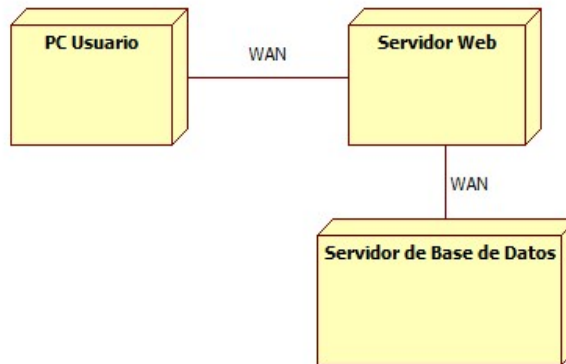 PC Usuario
WAN
Servidor Web
WAN
Servidor de Base de Datos